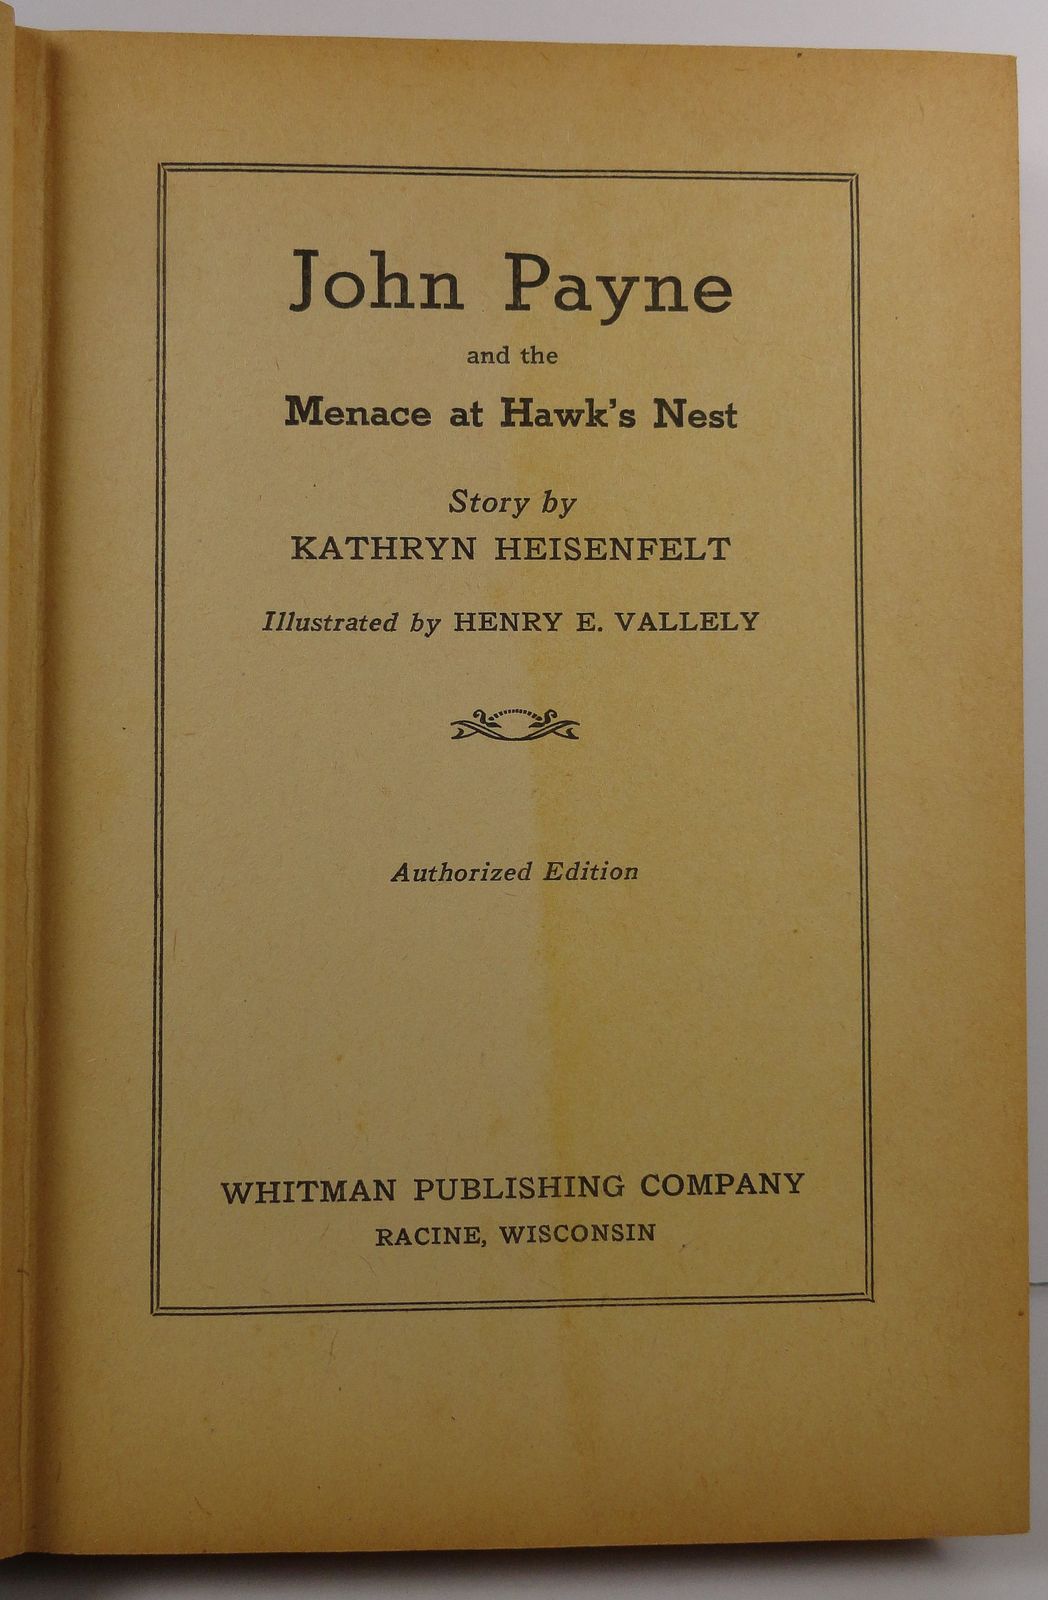 John Payne
and the
Menace at Hawk's Nest
Story by
KATHRYN HEISENFELT
Illustrated by HENRY E. VALLELY
Authorized Edition
WHITMAN PUBLISHING COMPANY
RACINE, WISCONSIN